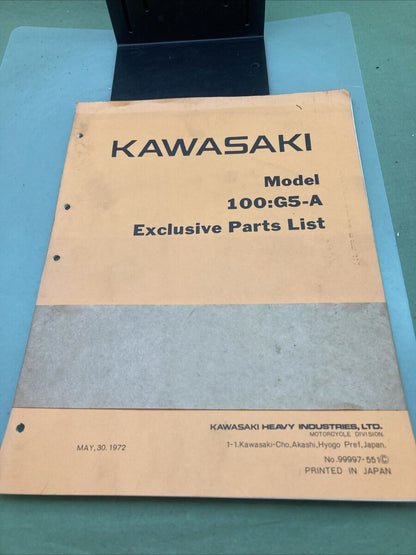 KAWASAKI
Model
100:G5-A
Exclusive Parts List
KAWASAKI HEAVY INDUSTRIES, LTD.
MOTORCYCLE DIVISION.
1-1.Kawasaki-Cho,Akashi,Hyogo Pref,Japan.
MAY,30.1972
No.99997-551©
PRINTED IN JAPAN